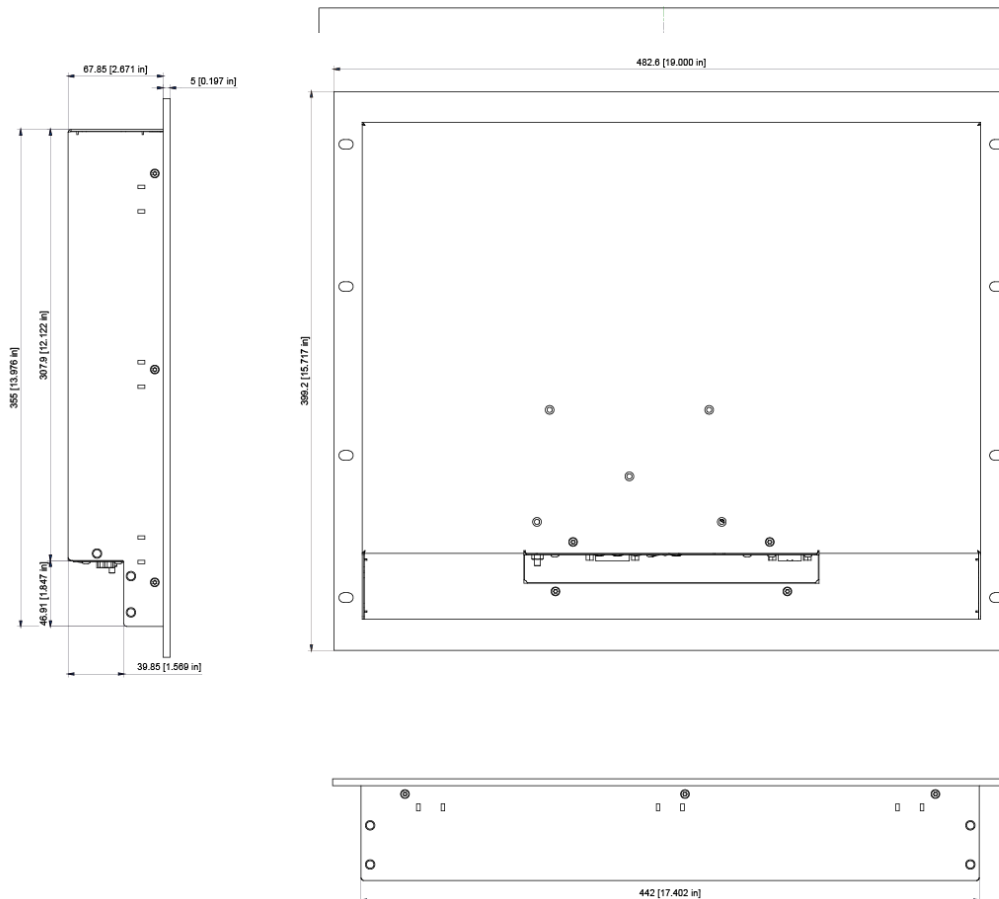 67.85 [2.671 in]
5 [0.197 in]
482.6 [19.000 in]
355 [13.976 in]
307.9 [12.122 in]
399.2 [15.717 in]
46.91 [1.847 in]
39.85 [1.569 in]
442 [17.402 in]